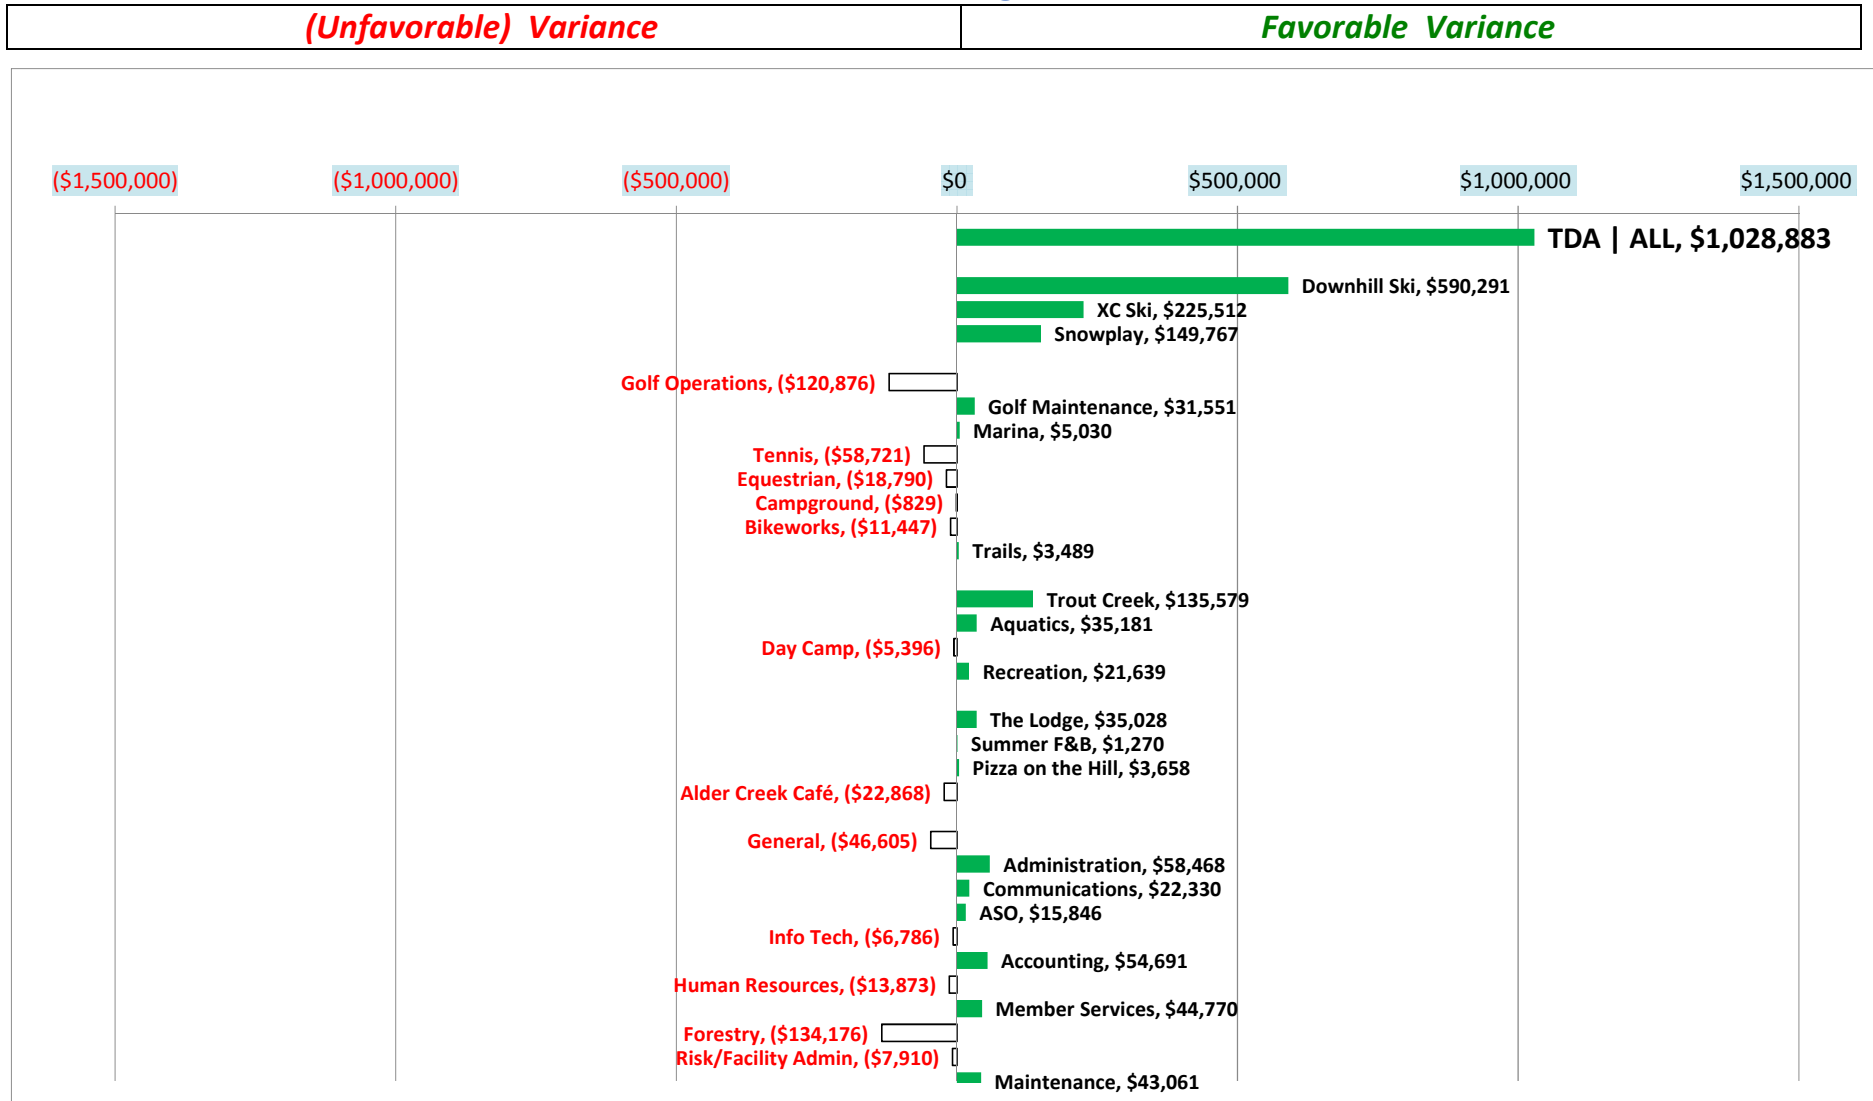 (Unfavorable) Variance
Favorable Variance
($1,500,000) ($1,000,000) ($500,000) $0 $500,000 $1,000,000 $1,500,000
TDA | ALL, $1,028,883
Downhill Ski, $590,291
XC Ski, $225,512
Snowplay, $149,767
Golf Operations, ($120,876)
Golf Maintenance, $31,551
Marina, $5,030
Tennis, ($58,721)
Equestrian, ($18,790)
Campground, ($829)
Bikeworks, ($11,447)
Trails, $3,489
Trout Creek, $135,579
Aquatics, $35,181
Day Camp, ($5,396)
Recreation, $21,639
The Lodge, $35,028
Summer F&B, $1,270
Pizza on the Hill, $3,658
Alder Creek Café, ($22,868)
General, ($46,605)
Administration, $58,468
Communications, $22,330
ASO, $15,846
Info Tech, ($6,786)
Accounting, $54,691
Human Resources, ($13,873)
Member Services, $44,770
Forestry, ($134,176)
Risk/Facility Admin, ($7,910)
Maintenance, $43,061